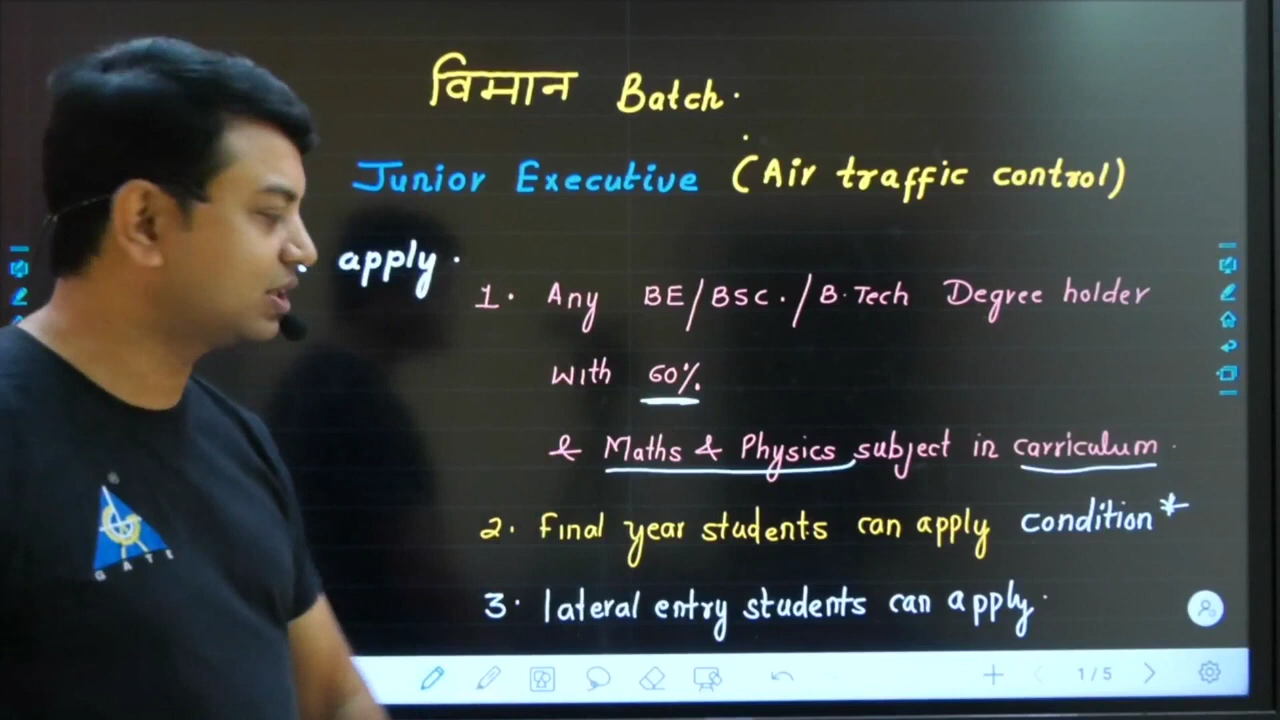 विमान Batch.
Junior Executive (Air traffic control)
apply.
1. Any BE/BSC./B.Tech Degree holder
With 60%
& Maths & Physics subject in carriculum.
2. Final year students can apply condition*
3. lateral entry students can apply.
GATE
1/5